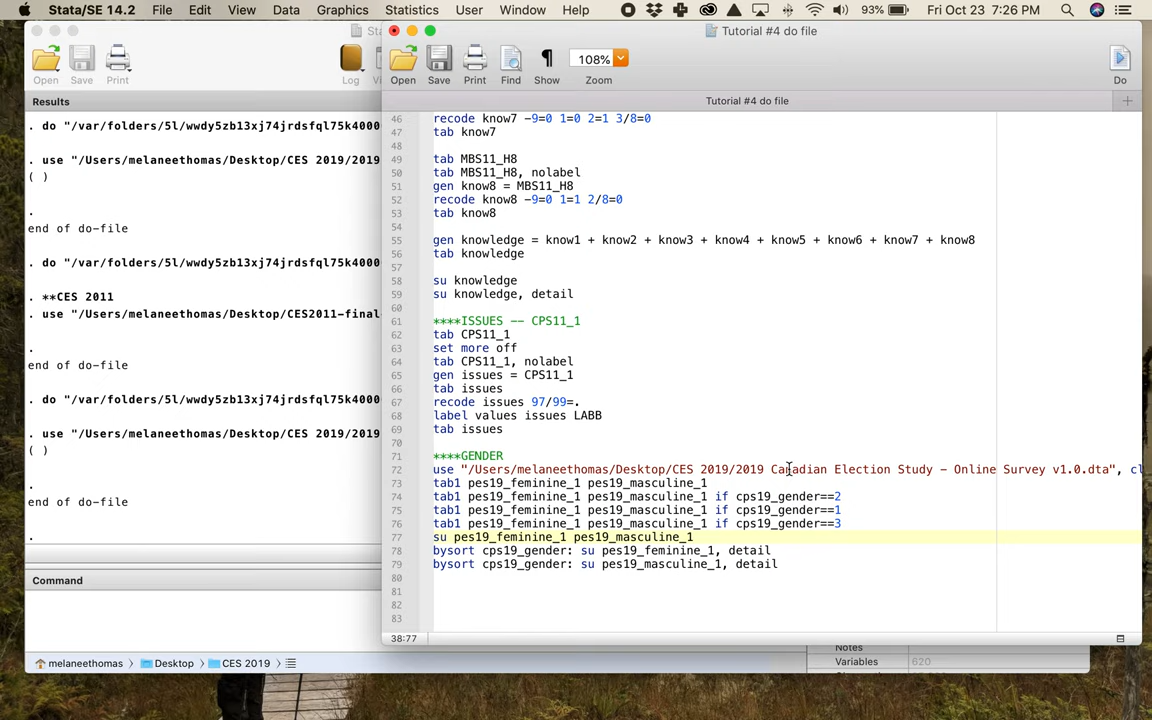 Stata/SE 14.2 File Edit View Data Graphics Statistics User Window Help 93% Fri Oct 23 7:26 PM
Sta
Open Save Print Log Vi
Results
. do "/var/folders/5l/wwdy5zb13xj74jrdsfql75k4000
. use "/Users/melaneethomas/Desktop/CES 2019/2019
( )
.
end of do-file
. do "/var/folders/5l/wwdy5zb13xj74jrdsfql75k4000
. **CES 2011
. use "/Users/melaneethomas/Desktop/CES2011-final
.
end of do-file
. do "/var/folders/5l/wwdy5zb13xj74jrdsfql75k4000
. use "/Users/melaneethomas/Desktop/CES 2019/2019
( )
.
end of do-file
.
Command
melaneethomas Desktop CES 2019
Tutorial #4 do file
Open Save Print Find Show 108% Zoom Do
Tutorial #4 do file
46 recode know7 -9=0 1=0 2=1 3/8=0
47 tab know7
48
49 tab MBS11_H8
50 tab MBS11_H8, nolabel
51 gen know8 = MBS11_H8
52 recode know8 -9=0 1=1 2/8=0
53 tab know8
54
55 gen knowledge = know1 + know2 + know3 + know4 + know5 + know6 + know7 + know8
56 tab knowledge
57
58 su knowledge
59 su knowledge, detail
60
61 ****ISSUES -- CPS11_1
62 tab CPS11_1
63 set more off
64 tab CPS11_1, nolabel
65 gen issues = CPS11_1
66 tab issues
67 recode issues 97/99=.
68 label values issues LABB
69 tab issues
70
71 ****GENDER
72 use "/Users/melaneethomas/Desktop/CES 2019/2019 Canadian Election Study - Online Survey v1.0.dta", cl
73 tab1 pes19_feminine_1 pes19_masculine_1
74 tab1 pes19_feminine_1 pes19_masculine_1 if cps19_gender==2
75 tab1 pes19_feminine_1 pes19_masculine_1 if cps19_gender==1
76 tab1 pes19_feminine_1 pes19_masculine_1 if cps19_gender==3
77 su pes19_feminine_1 pes19_masculine_1
78 bysort cps19_gender: su pes19_feminine_1, detail
79 bysort cps19_gender: su pes19_masculine_1, detail
80
81
82
83
38:77
Notes
Variables 620